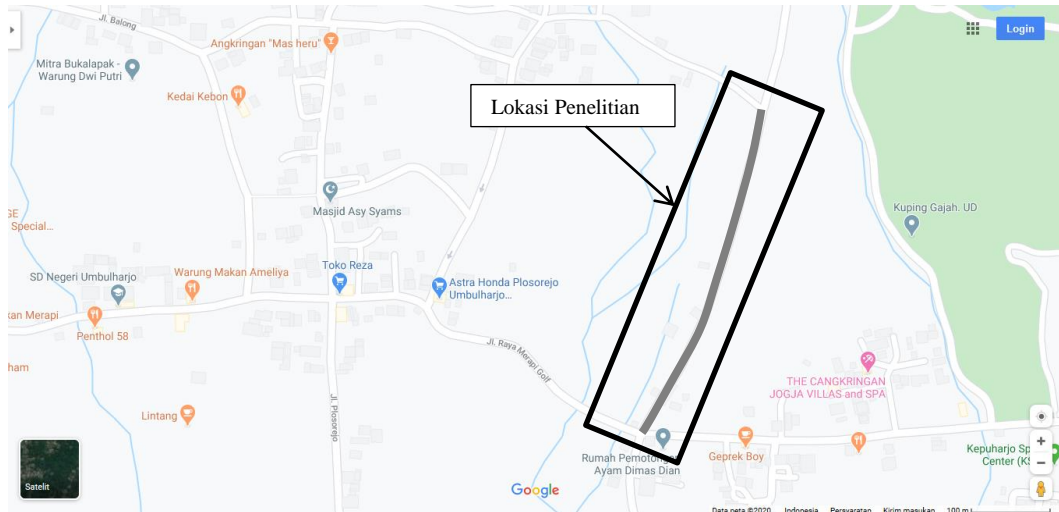 Jl. Balong
Login
Angkringan "Mas heru"
Mitra Bukalapak -
Warung Dwi Putri
Kedai Kebon
Lokasi Penelitian
Masjid Asy Syams
Kuping Gajah. UD
GE
Special...
SD Negeri Umbulharjo
Warung Makan Ameliya
Toko Reza
Astra Honda Plosorejo
Umbulharjo...
kan Merapi
Penthol 58
Jl. Raya Merapi Golf
ham
THE CANGKRINGAN
JOGJA VILLAS and SPA
Lintang
Jl. Plosorejo
Rumah Pemotongan
Ayam Dimas Dian
Geprek Boy
Kepuharjo Sp
Center (KS
Satelit
Google
Data peta ©2020 Indonesia Persyaratan Kirim masukan 100 m